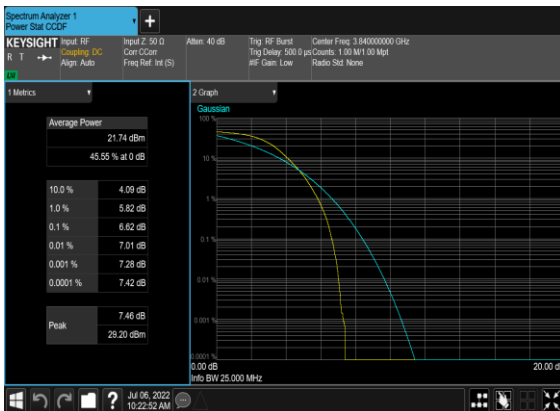 Spectrum Analyzer 1
Power Stat CCDF
+
KEYSIGHT
R T
LV
Input: RF
Coupling: DC
Align: Auto
Input Z: 50 Ω
Corr CCorr
Freq Ref: Int (S)
Atten: 40 dB
Trig: RF Burst
Trig Delay: 500.0 µs
#IF Gain: Low
Center Freq: 3.840000000 GHz
Counts: 1.00 M/1.00 Mpt
Radio Std: None
1 Metrics
Average Power
21.74 dBm
45.55 % at 0 dB
10.0 % 4.09 dB
1.0 % 5.82 dB
0.1 % 6.62 dB
0.01 % 7.01 dB
0.001 % 7.28 dB
0.0001 % 7.42 dB
Peak
7.46 dB
29.20 dBm
2 Graph
Gaussian
100 %
10 %
1 %
0.1 %
0.01 %
0.001 %
0.0001 %
0.00 dB
20.00 d
Info BW 25.000 MHz
?
Jul 06, 2022
10:22:52 AM